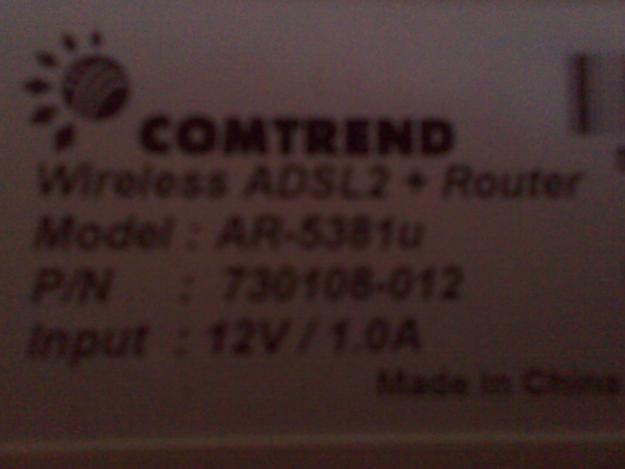 COMTREND
Wireless ADSL2 + Router
Model : AR-5381u
P/N : 730108-012
Input : 12V / 1.0A
Made in China